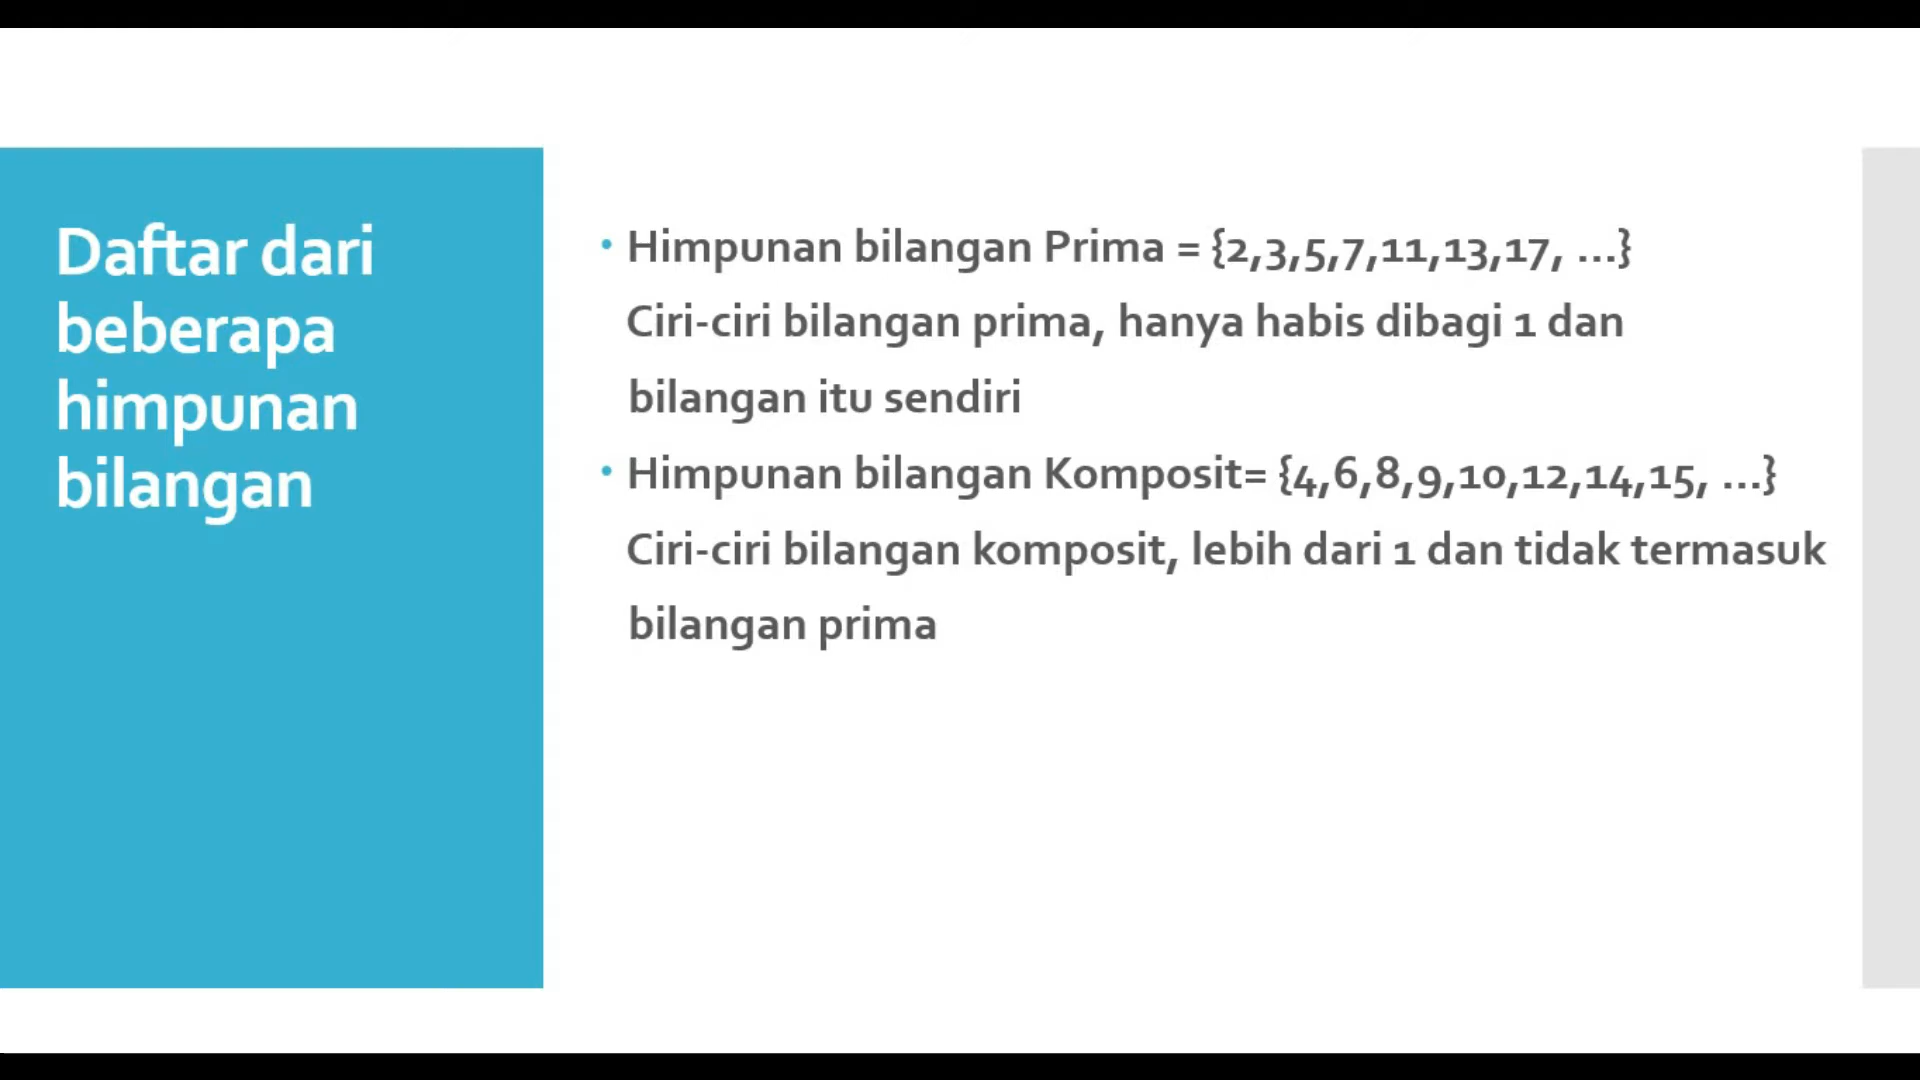 Daftar dari
beberapa
himpunan
bilangan
• Himpunan bilangan Prima = {2,3,5,7,11,13,17, ...}
Ciri-ciri bilangan prima, hanya habis dibagi 1 dan
bilangan itu sendiri
• Himpunan bilangan Komposit= {4,6,8,9,10,12,14,15, ...}
Ciri-ciri bilangan komposit, lebih dari 1 dan tidak termasuk
bilangan prima